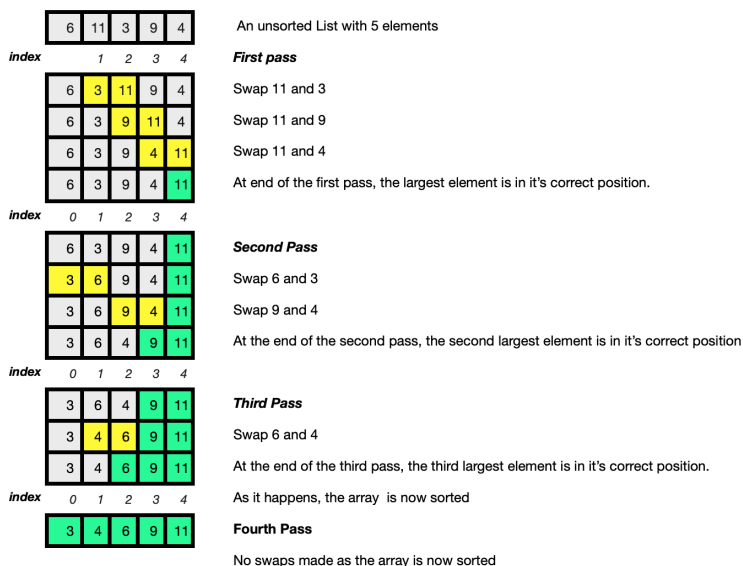 6 11 3 9 4 An unsorted List with 5 elements
index 1 2 3 4 First pass
6 3 11 9 4 Swap 11 and 3
6 3 9 11 4 Swap 11 and 9
6 3 9 4 11 Swap 11 and 4
6 3 9 4 11 At end of the first pass, the largest element is in it's correct position.
index 0 1 2 3 4
6 3 9 4 11 Second Pass
3 6 9 4 11 Swap 6 and 3
3 6 9 4 11 Swap 9 and 4
3 6 4 9 11 At the end of the second pass, the second largest element is in it's correct position
index 0 1 2 3 4
3 6 4 9 11 Third Pass
3 4 6 9 11 Swap 6 and 4
3 4 6 9 11 At the end of the third pass, the third largest element is in it's correct position.
index 0 1 2 3 4 As it happens, the array is now sorted
3 4 6 9 11 Fourth Pass
No swaps made as the array is now sorted